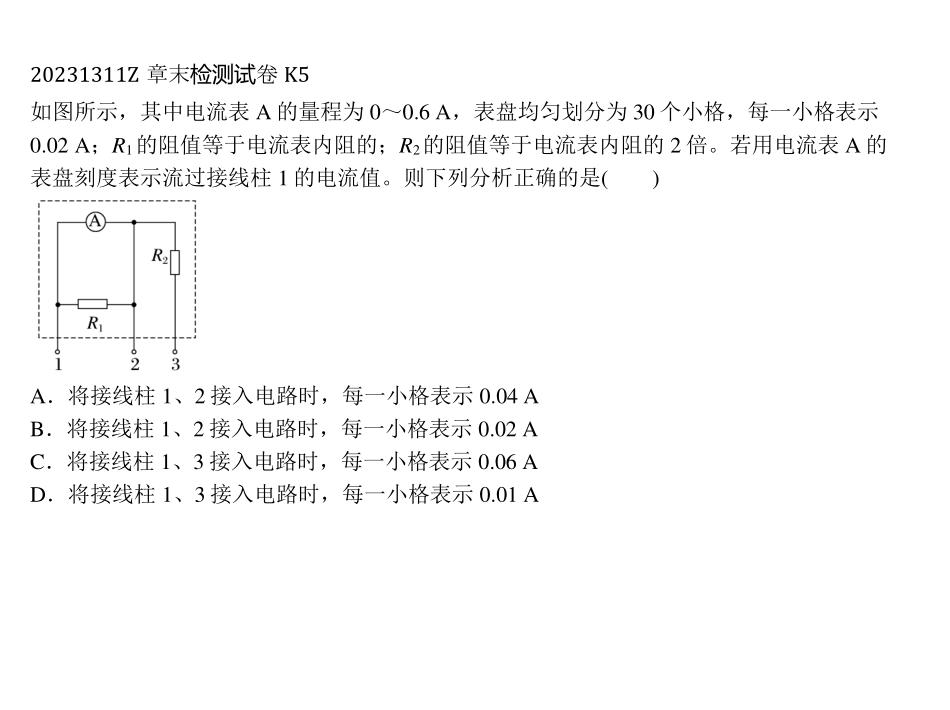 20231311Z 章末检测试卷 K5
如图所示，其中电流表 A 的量程为 0～0.6 A，表盘均匀划分为 30 个小格，每一小格表示
0.02 A；R1的阻值等于电流表内阻的；R2的阻值等于电流表内阻的 2 倍。若用电流表 A 的
表盘刻度表示流过接线柱 1 的电流值。则下列分析正确的是(　　)
A
R2
R1
1 2 3
A．将接线柱 1、2 接入电路时，每一小格表示 0.04 A
B．将接线柱 1、2 接入电路时，每一小格表示 0.02 A
C．将接线柱 1、3 接入电路时，每一小格表示 0.06 A
D．将接线柱 1、3 接入电路时，每一小格表示 0.01 A